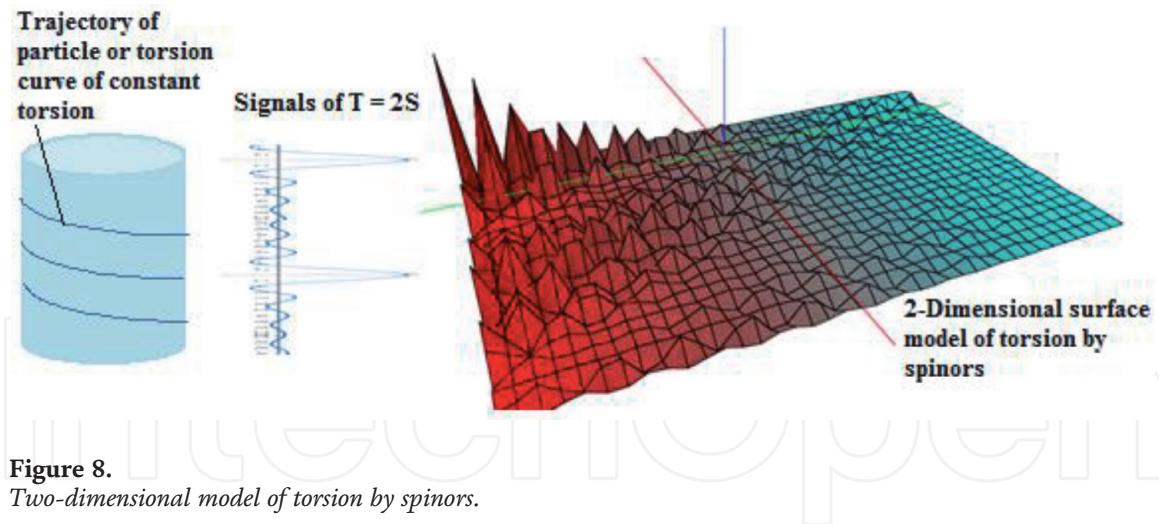 Trajectory of
particle or torsion
curve of constant
torsion
Signals of T = 2S
2-Dimensional surface
model of torsion by
spinors
intechopen
Figure 8.
Two-dimensional model of torsion by spinors.